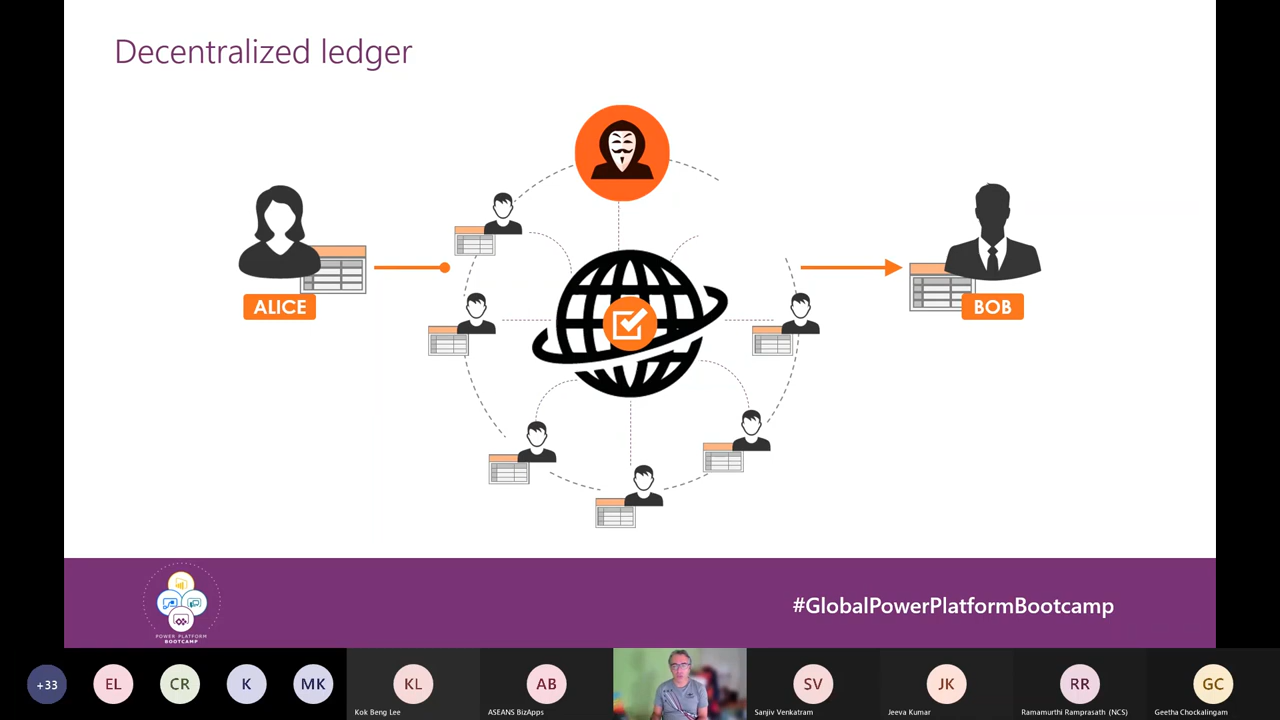 Decentralized ledger
ALICE
BOB
POWER PLATFORM
BOOTCAMP
#GlobalPowerPlatformBootcamp
+33
EL
CR
K
MK
KL
Kok Beng Lee
AB
ASEANS BizApps
SV
Sanjiv Venkatram
JK
Jeeva Kumar
RR
Ramamurthi Ramprasath (NCS)
GC
Geetha Chockalingam